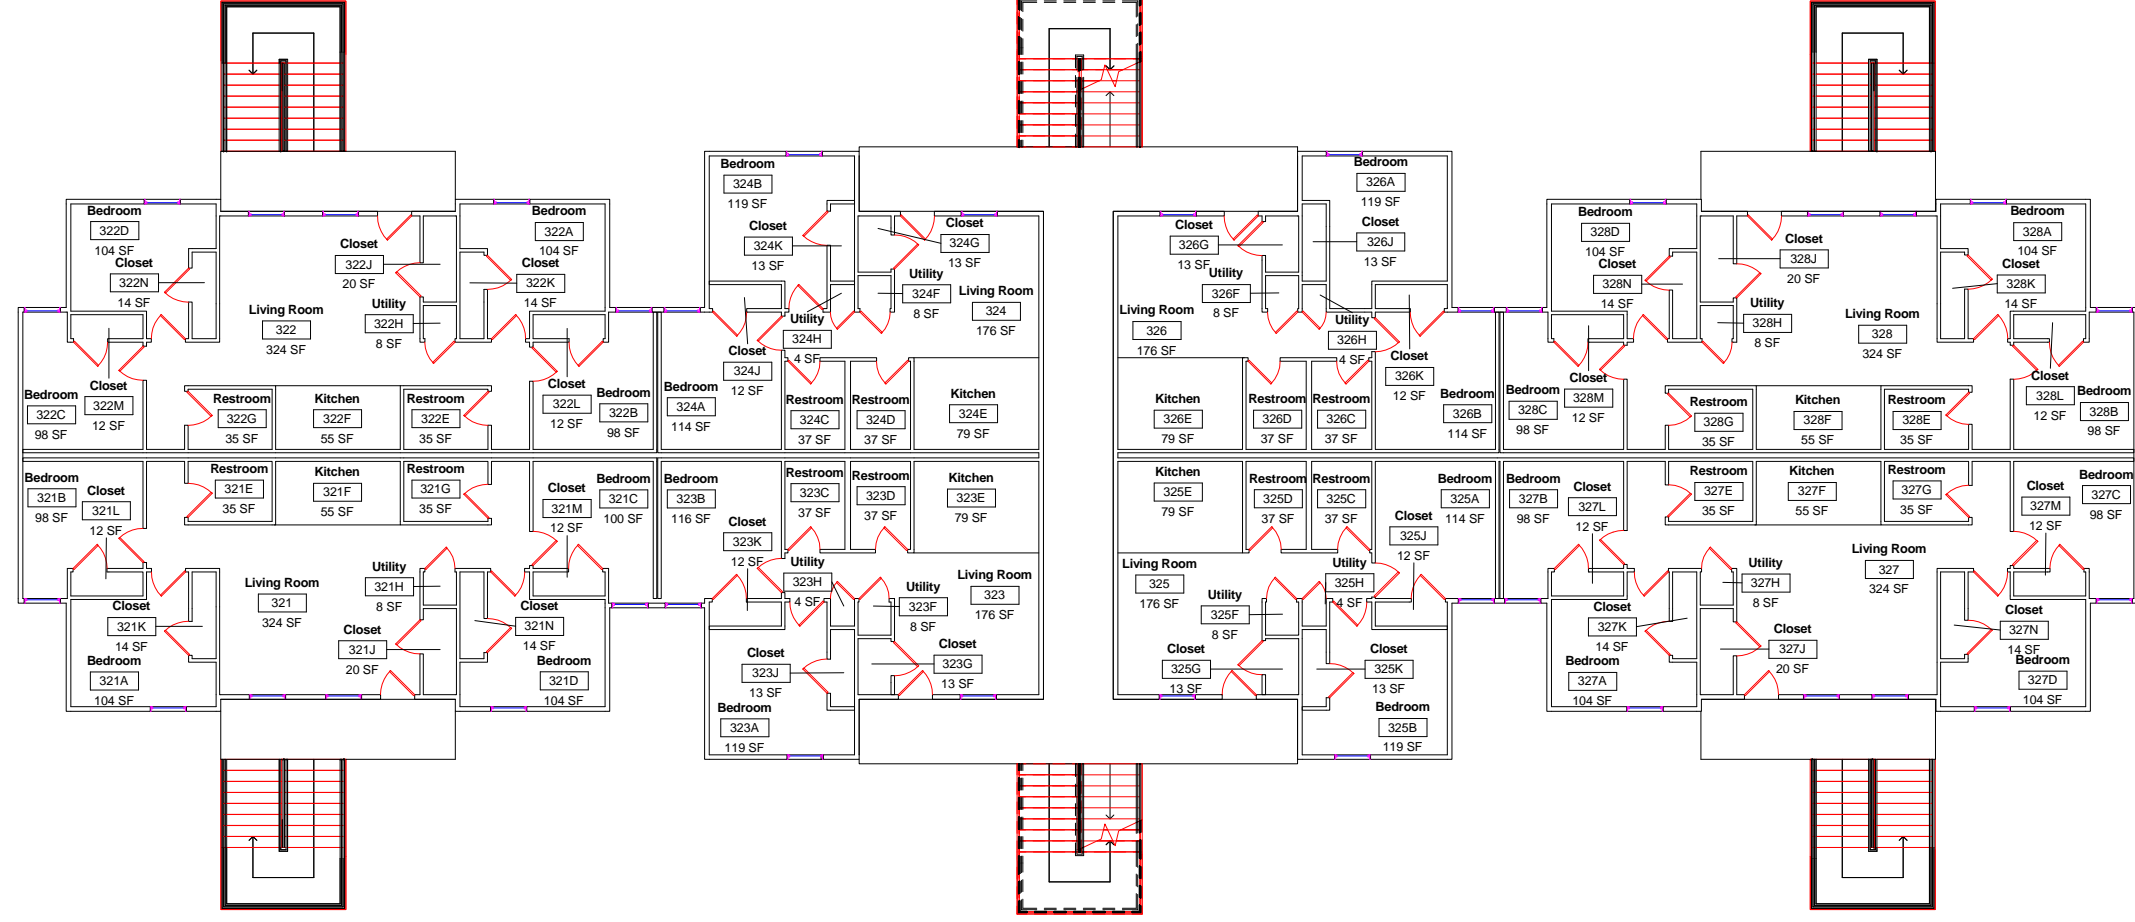 Bedroom
322D
104 SF
Closet
322N
14 SF
Closet
322J
20 SF
Utility
322H
8 SF
Living Room
322
324 SF
Bedroom
322A
104 SF
Closet
322K
14 SF
Bedroom
322C
98 SF
Closet
322M
12 SF
Restroom
322G
35 SF
Kitchen
322F
55 SF
Restroom
322E
35 SF
Closet
322L
12 SF
Bedroom
322B
98 SF
Bedroom
324B
119 SF
Closet
324K
13 SF
Closet
324G
13 SF
Utility
324F
8 SF
Living Room
324
176 SF
Utility
324H
4 SF
Closet
324J
12 SF
Bedroom
324A
114 SF
Restroom
324C
37 SF
Restroom
324D
37 SF
Kitchen
324E
79 SF
Bedroom
326A
119 SF
Closet
326G
13 SF
Closet
326J
13 SF
Utility
326F
8 SF
Living Room
326
176 SF
Utility
326H
4 SF
Closet
326K
12 SF
Kitchen
326E
79 SF
Restroom
326D
37 SF
Restroom
326C
37 SF
Bedroom
326B
114 SF
Bedroom
328D
104 SF
Closet
328N
14 SF
Closet
328J
20 SF
Utility
328H
8 SF
Living Room
328
324 SF
Bedroom
328A
104 SF
Closet
328K
14 SF
Bedroom
328C
98 SF
Closet
328M
12 SF
Restroom
328G
35 SF
Kitchen
328F
55 SF
Restroom
328E
35 SF
Closet
328L
12 SF
Bedroom
328B
98 SF
Bedroom
321B
98 SF
Closet
321L
12 SF
Restroom
321E
35 SF
Kitchen
321F
55 SF
Restroom
321G
35 SF
Closet
321M
12 SF
Bedroom
321C
100 SF
Closet
321K
14 SF
Bedroom
321A
104 SF
Living Room
321
324 SF
Utility
321H
8 SF
Closet
321J
20 SF
Closet
321N
14 SF
Bedroom
321D
104 SF
Bedroom
323B
116 SF
Closet
323K
12 SF
Restroom
323C
37 SF
Restroom
323D
37 SF
Kitchen
323E
79 SF
Utility
323H
4 SF
Utility
323F
8 SF
Living Room
323
176 SF
Closet
323J
13 SF
Closet
323G
13 SF
Bedroom
323A
119 SF
Kitchen
325E
79 SF
Restroom
325D
37 SF
Restroom
325C
37 SF
Bedroom
325A
114 SF
Closet
325J
12 SF
Living Room
325
176 SF
Utility
325H
4 SF
Utility
325F
8 SF
Closet
325G
13 SF
Closet
325K
13 SF
Bedroom
325B
119 SF
Bedroom
327B
98 SF
Closet
327L
12 SF
Restroom
327E
35 SF
Kitchen
327F
55 SF
Restroom
327G
35 SF
Closet
327M
12 SF
Bedroom
327C
98 SF
Living Room
327
324 SF
Utility
327H
8 SF
Closet
327K
14 SF
Closet
327J
20 SF
Bedroom
327A
104 SF
Closet
327N
14 SF
Bedroom
327D
104 SF